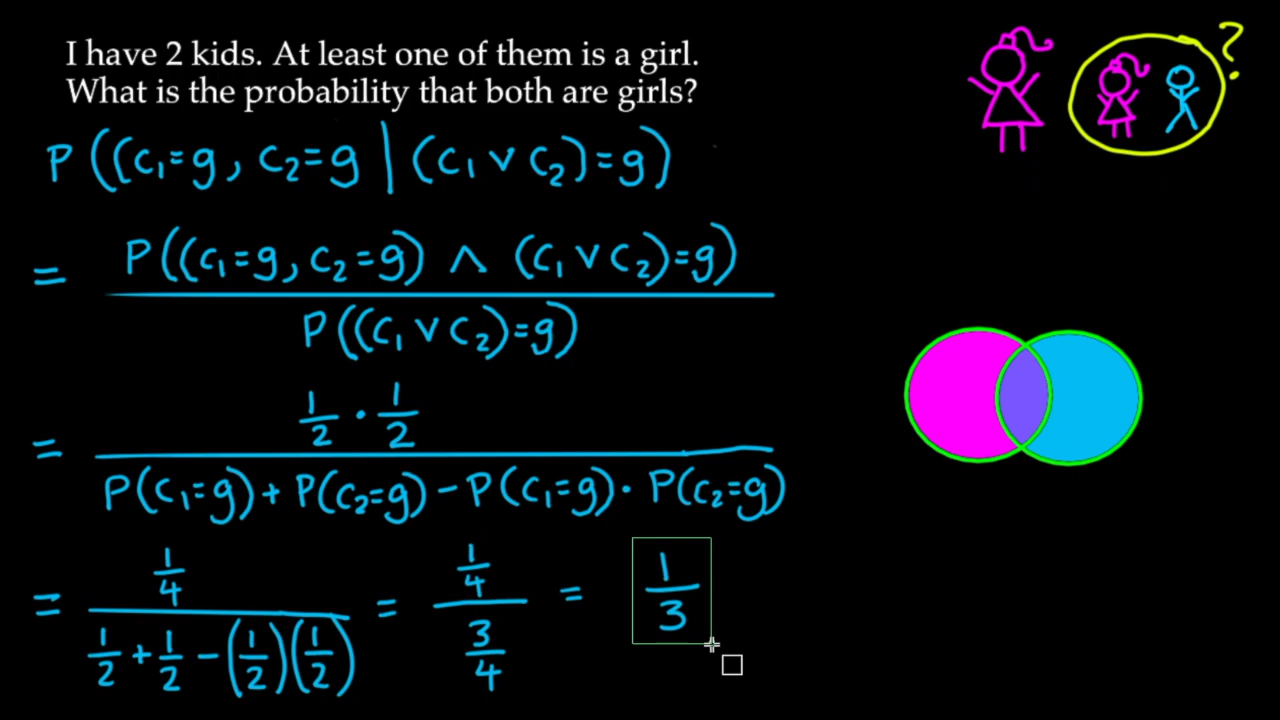 I have 2 kids. At least one of them is a girl.
What is the probability that both are girls?
?
P((C₁=g, C₂=g | (C₁ ∨ C₂)=g)
= P((C₁=g, C₂=g) ∧ (C₁ ∨ C₂)=g)
P((C₁ ∨ C₂)=g)
= 1/2 · 1/2
P(C₁=g) + P(C₂=g) − P(C₁=g) · P(C₂=g)
= 1/4 / (1/2 + 1/2 − (1/2)(1/2)) = 1/4 / 3/4 = 1/3